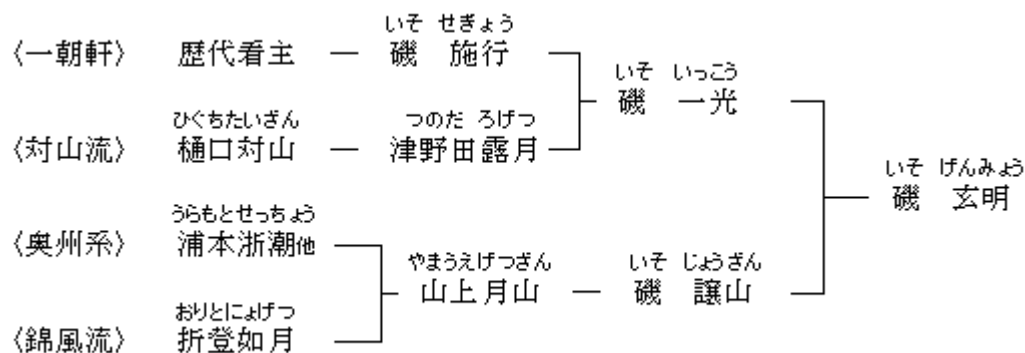 いそ せぎょう
〈一朝軒〉 歴代看主 磯 施行
いそ いっこう
磯 一光
ひぐちたいざん つのだ ろげつ
〈対山流〉 樋口対山 津野田露月
いそ げんみょう
磯 玄明
うらもとせっちょう
〈奥州系〉 浦本浙潮他
やまうえげつざん いそ じょうざん
山上月山 磯 譲山
おりとにょげつ
〈錦風流〉 折登如月